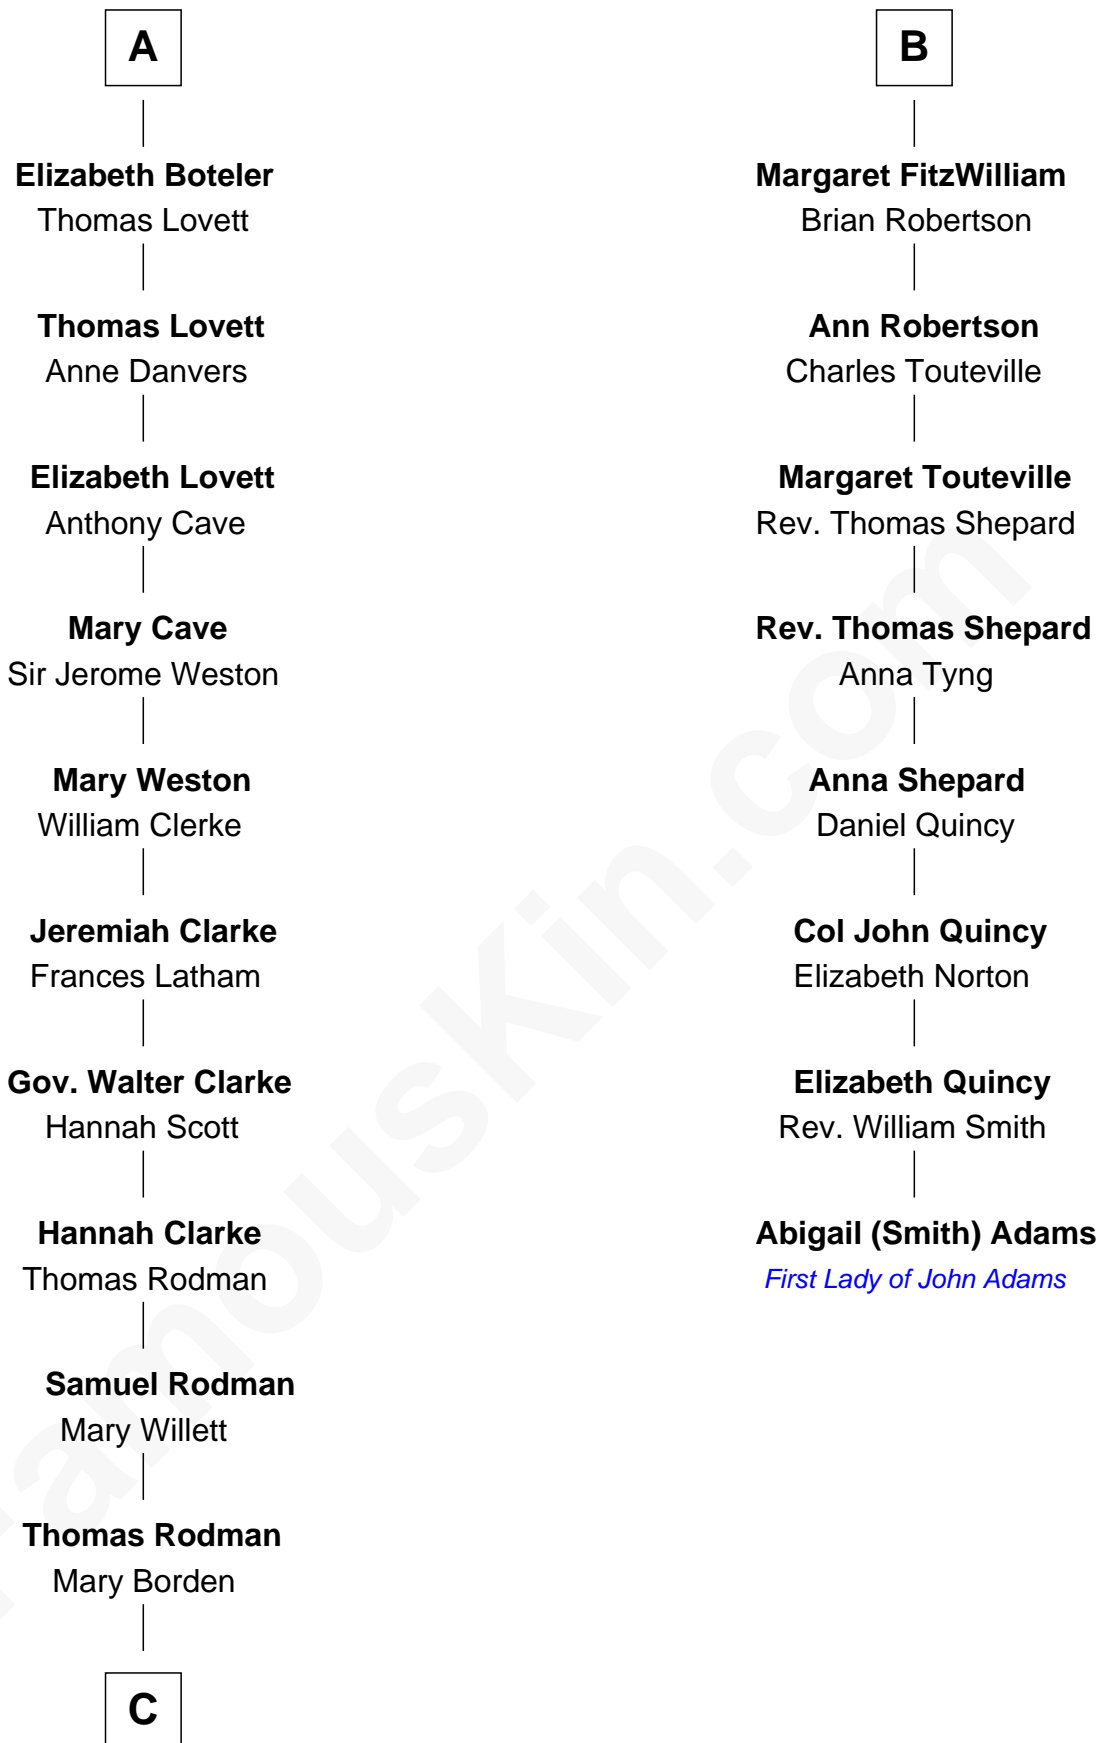 A
Elizabeth Boteler
Thomas Lovett
Thomas Lovett
Anne Danvers
Elizabeth Lovett
Anthony Cave
Mary Cave
Sir Jerome Weston
Mary Weston
William Clerke
Jeremiah Clarke
Frances Latham
Gov. Walter Clarke
Hannah Scott
Hannah Clarke
Thomas Rodman
Samuel Rodman
Mary Willett
Thomas Rodman
Mary Borden
C
B
Margaret FitzWilliam
Brian Robertson
Ann Robertson
Charles Touteville
Margaret Touteville
Rev. Thomas Shepard
Rev. Thomas Shepard
Anna Tyng
Anna Shepard
Daniel Quincy
Col John Quincy
Elizabeth Norton
Elizabeth Quincy
Rev. William Smith
Abigail (Smith) Adams
First Lady of John Adams
FamousKin.com